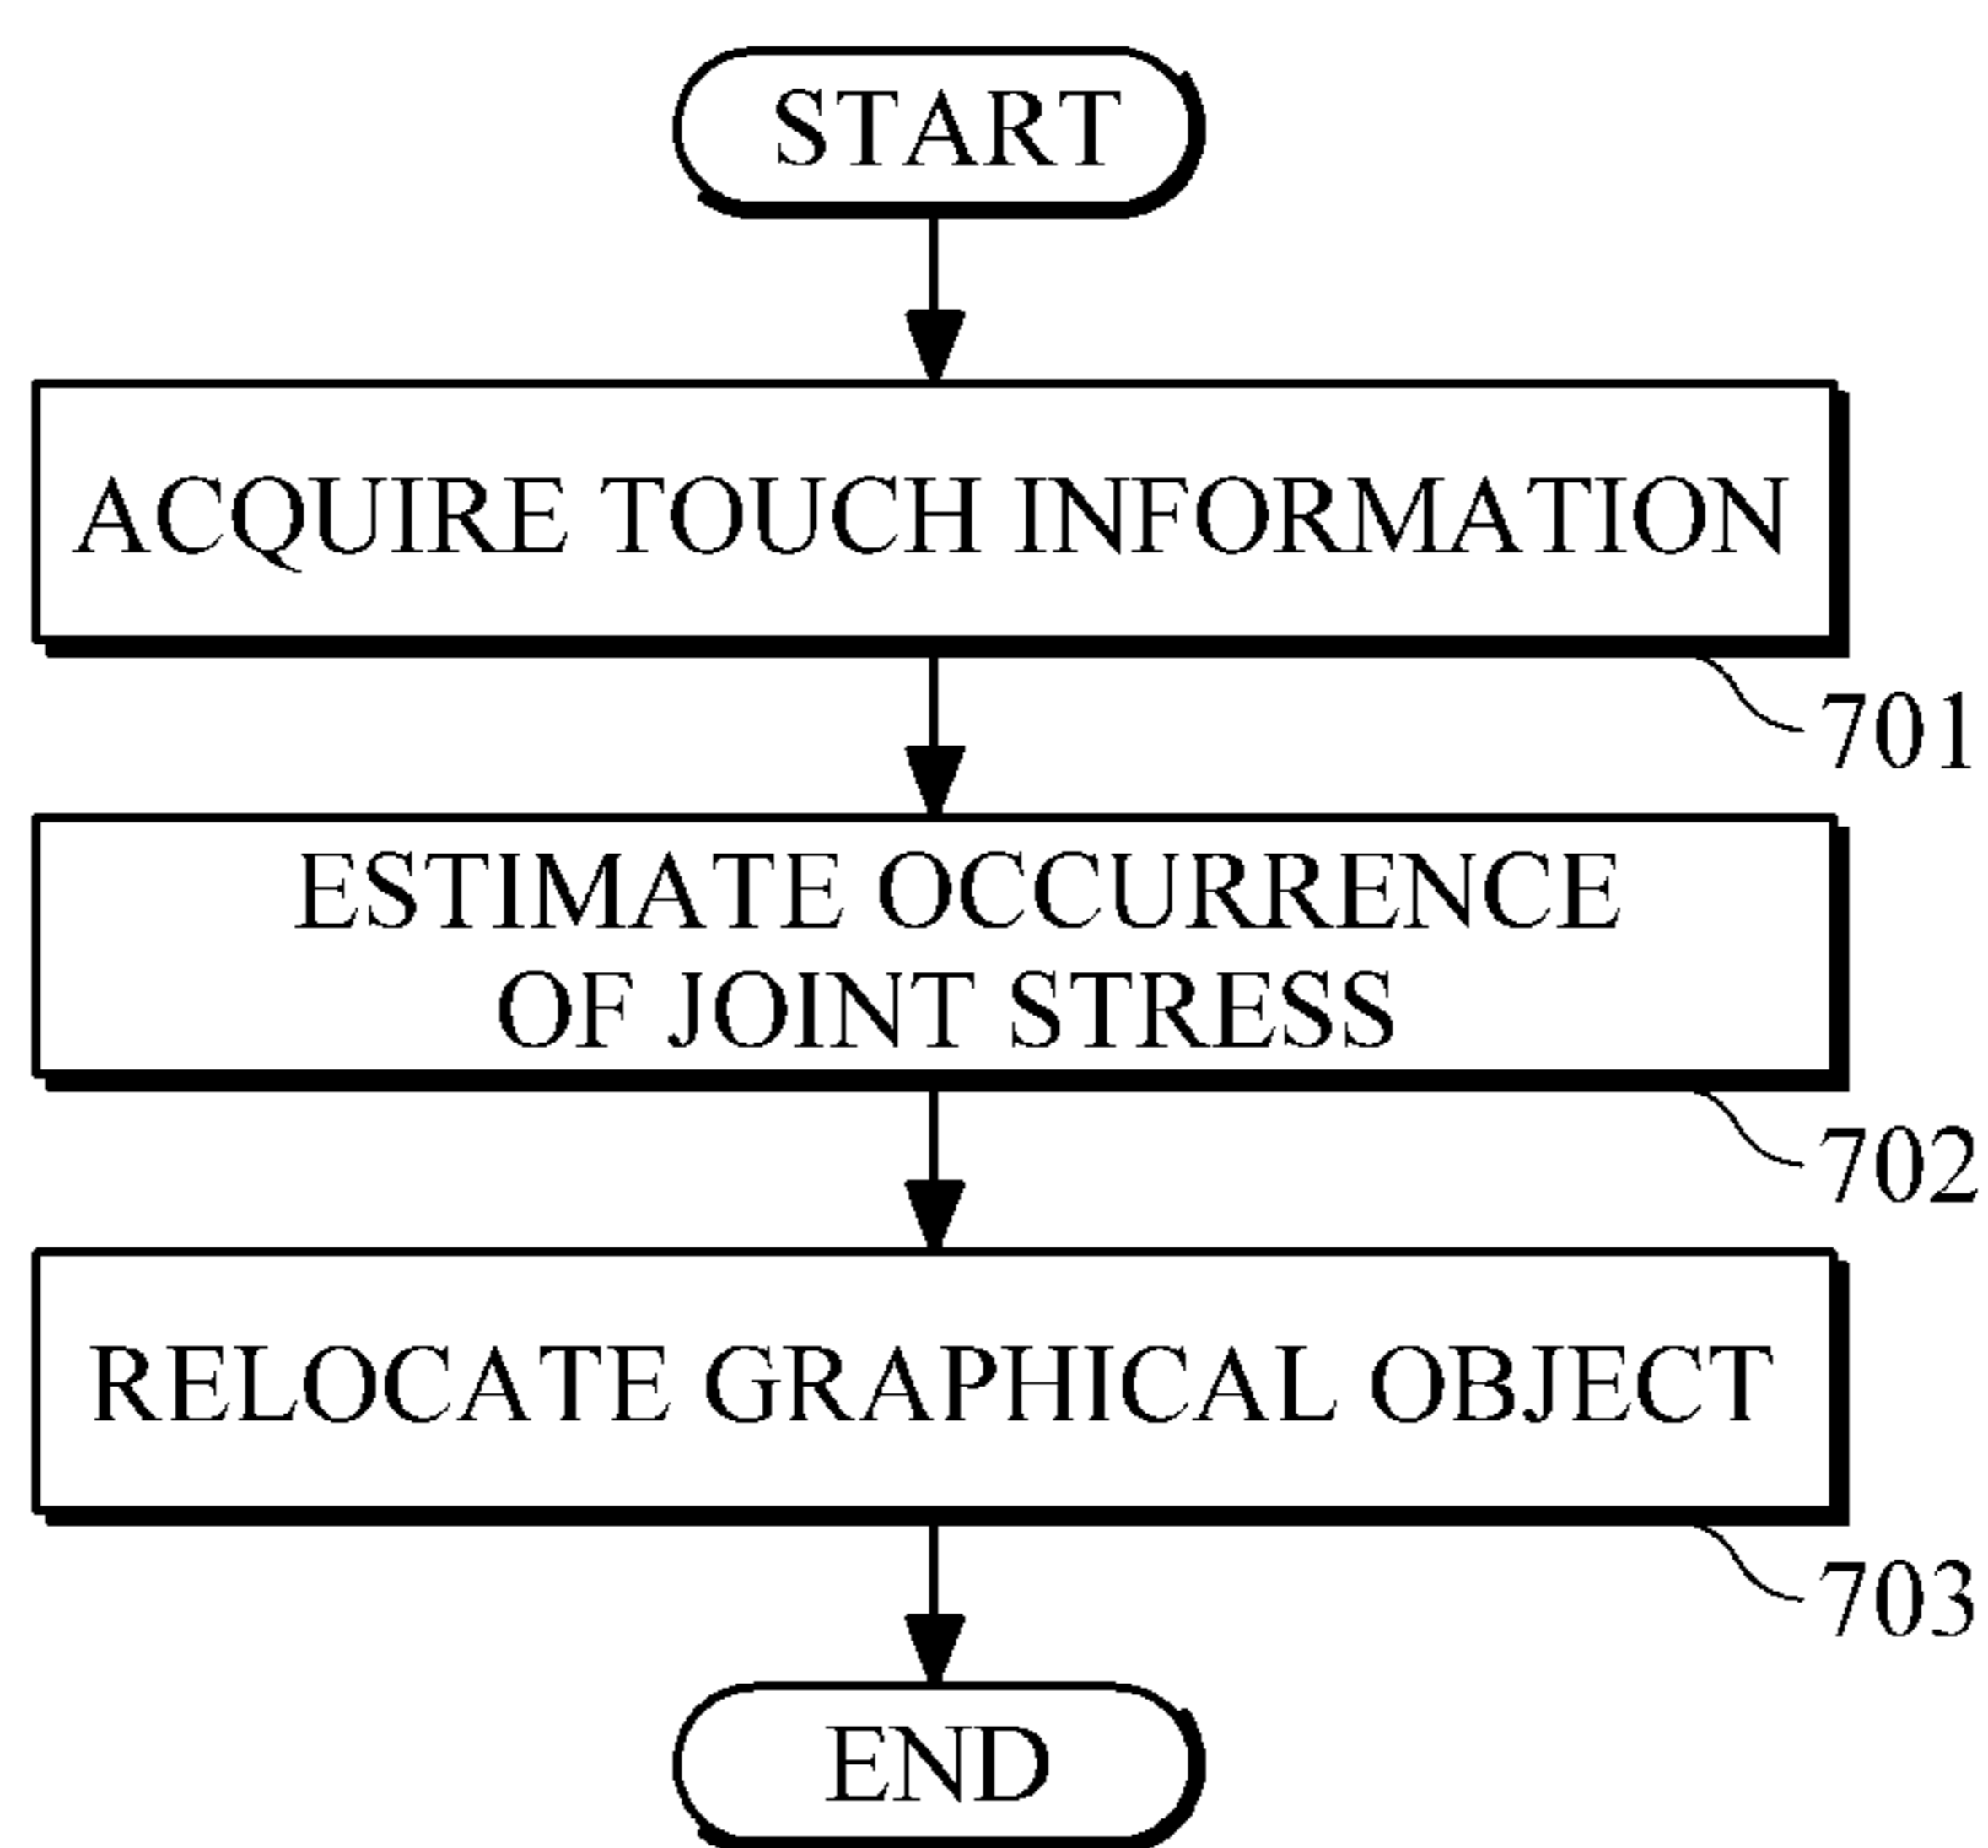 START
ACQUIRE TOUCH INFORMATION
701
ESTIMATE OCCURRENCE
OF JOINT STRESS
702
RELOCATE GRAPHICAL OBJECT
703
END